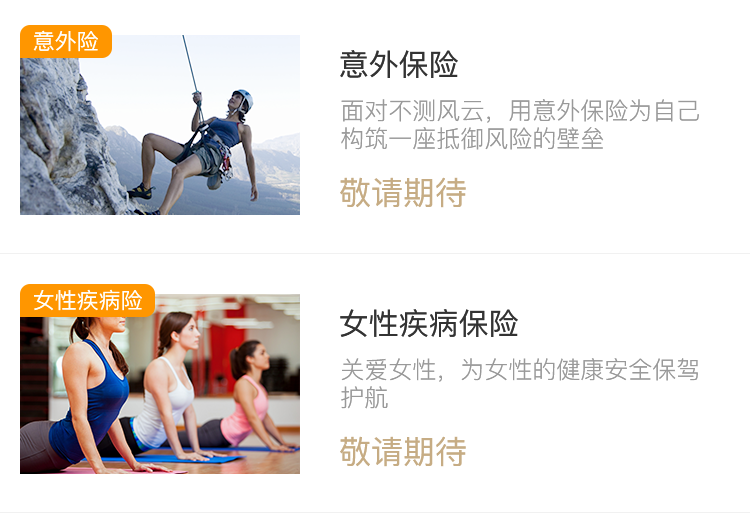 意外险
意外保险
面对不测风云，用意外保险为自己
构筑一座抵御风险的壁垒
敬请期待
女性疾病险
女性疾病保险
关爱女性，为女性的健康安全保驾
护航
敬请期待